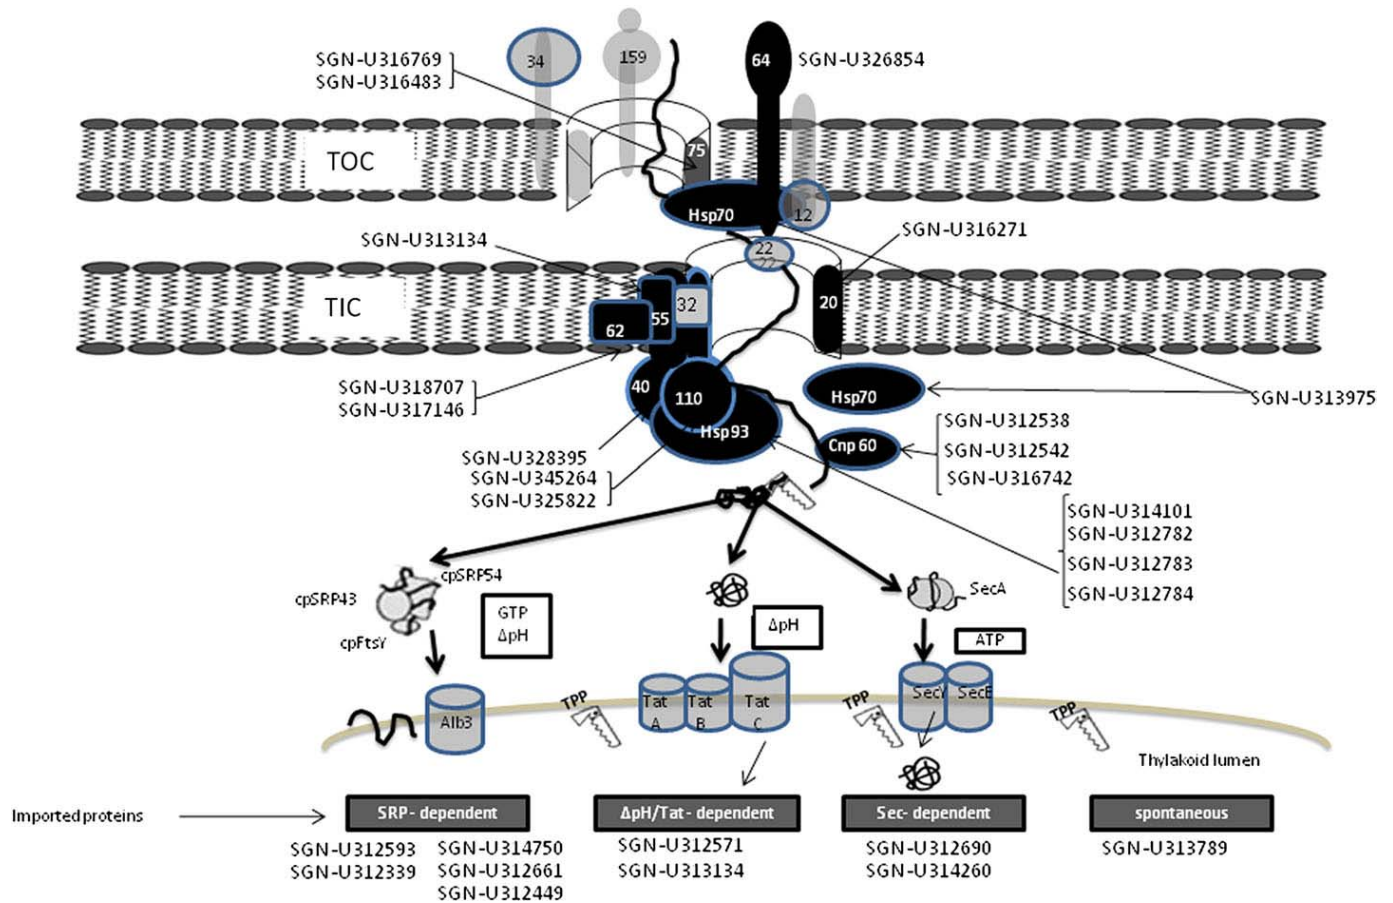 34
159
64
SGN-U326854
SGN-U316769
SGN-U316483
TOC
75
Hsp70
12
SGN-U313134
22
22
SGN-U316271
TIC
62
55
32
20
SGN-U318707
SGN-U317146
40
110
Hsp93
Hsp70
SGN-U313975
Cnp 60
SGN-U312538
SGN-U312542
SGN-U316742
SGN-U328395
SGN-U345264
SGN-U325822
SGN-U314101
SGN-U312782
SGN-U312783
SGN-U312784
cpSRP54
cpSRP43
cpFtsY
GTP
ΔpH
ΔpH
SecA
ATP
Alb3
TPP
Tat
A
Tat
B
Tat
C
TPP
SecY
SecE
TPP
Thylakoid lumen
Imported proteins
SRP- dependent
ΔpH/Tat- dependent
Sec- dependent
spontaneous
SGN-U312593
SGN-U312339
SGN-U314750
SGN-U312661
SGN-U312449
SGN-U312571
SGN-U313134
SGN-U312690
SGN-U314260
SGN-U313789